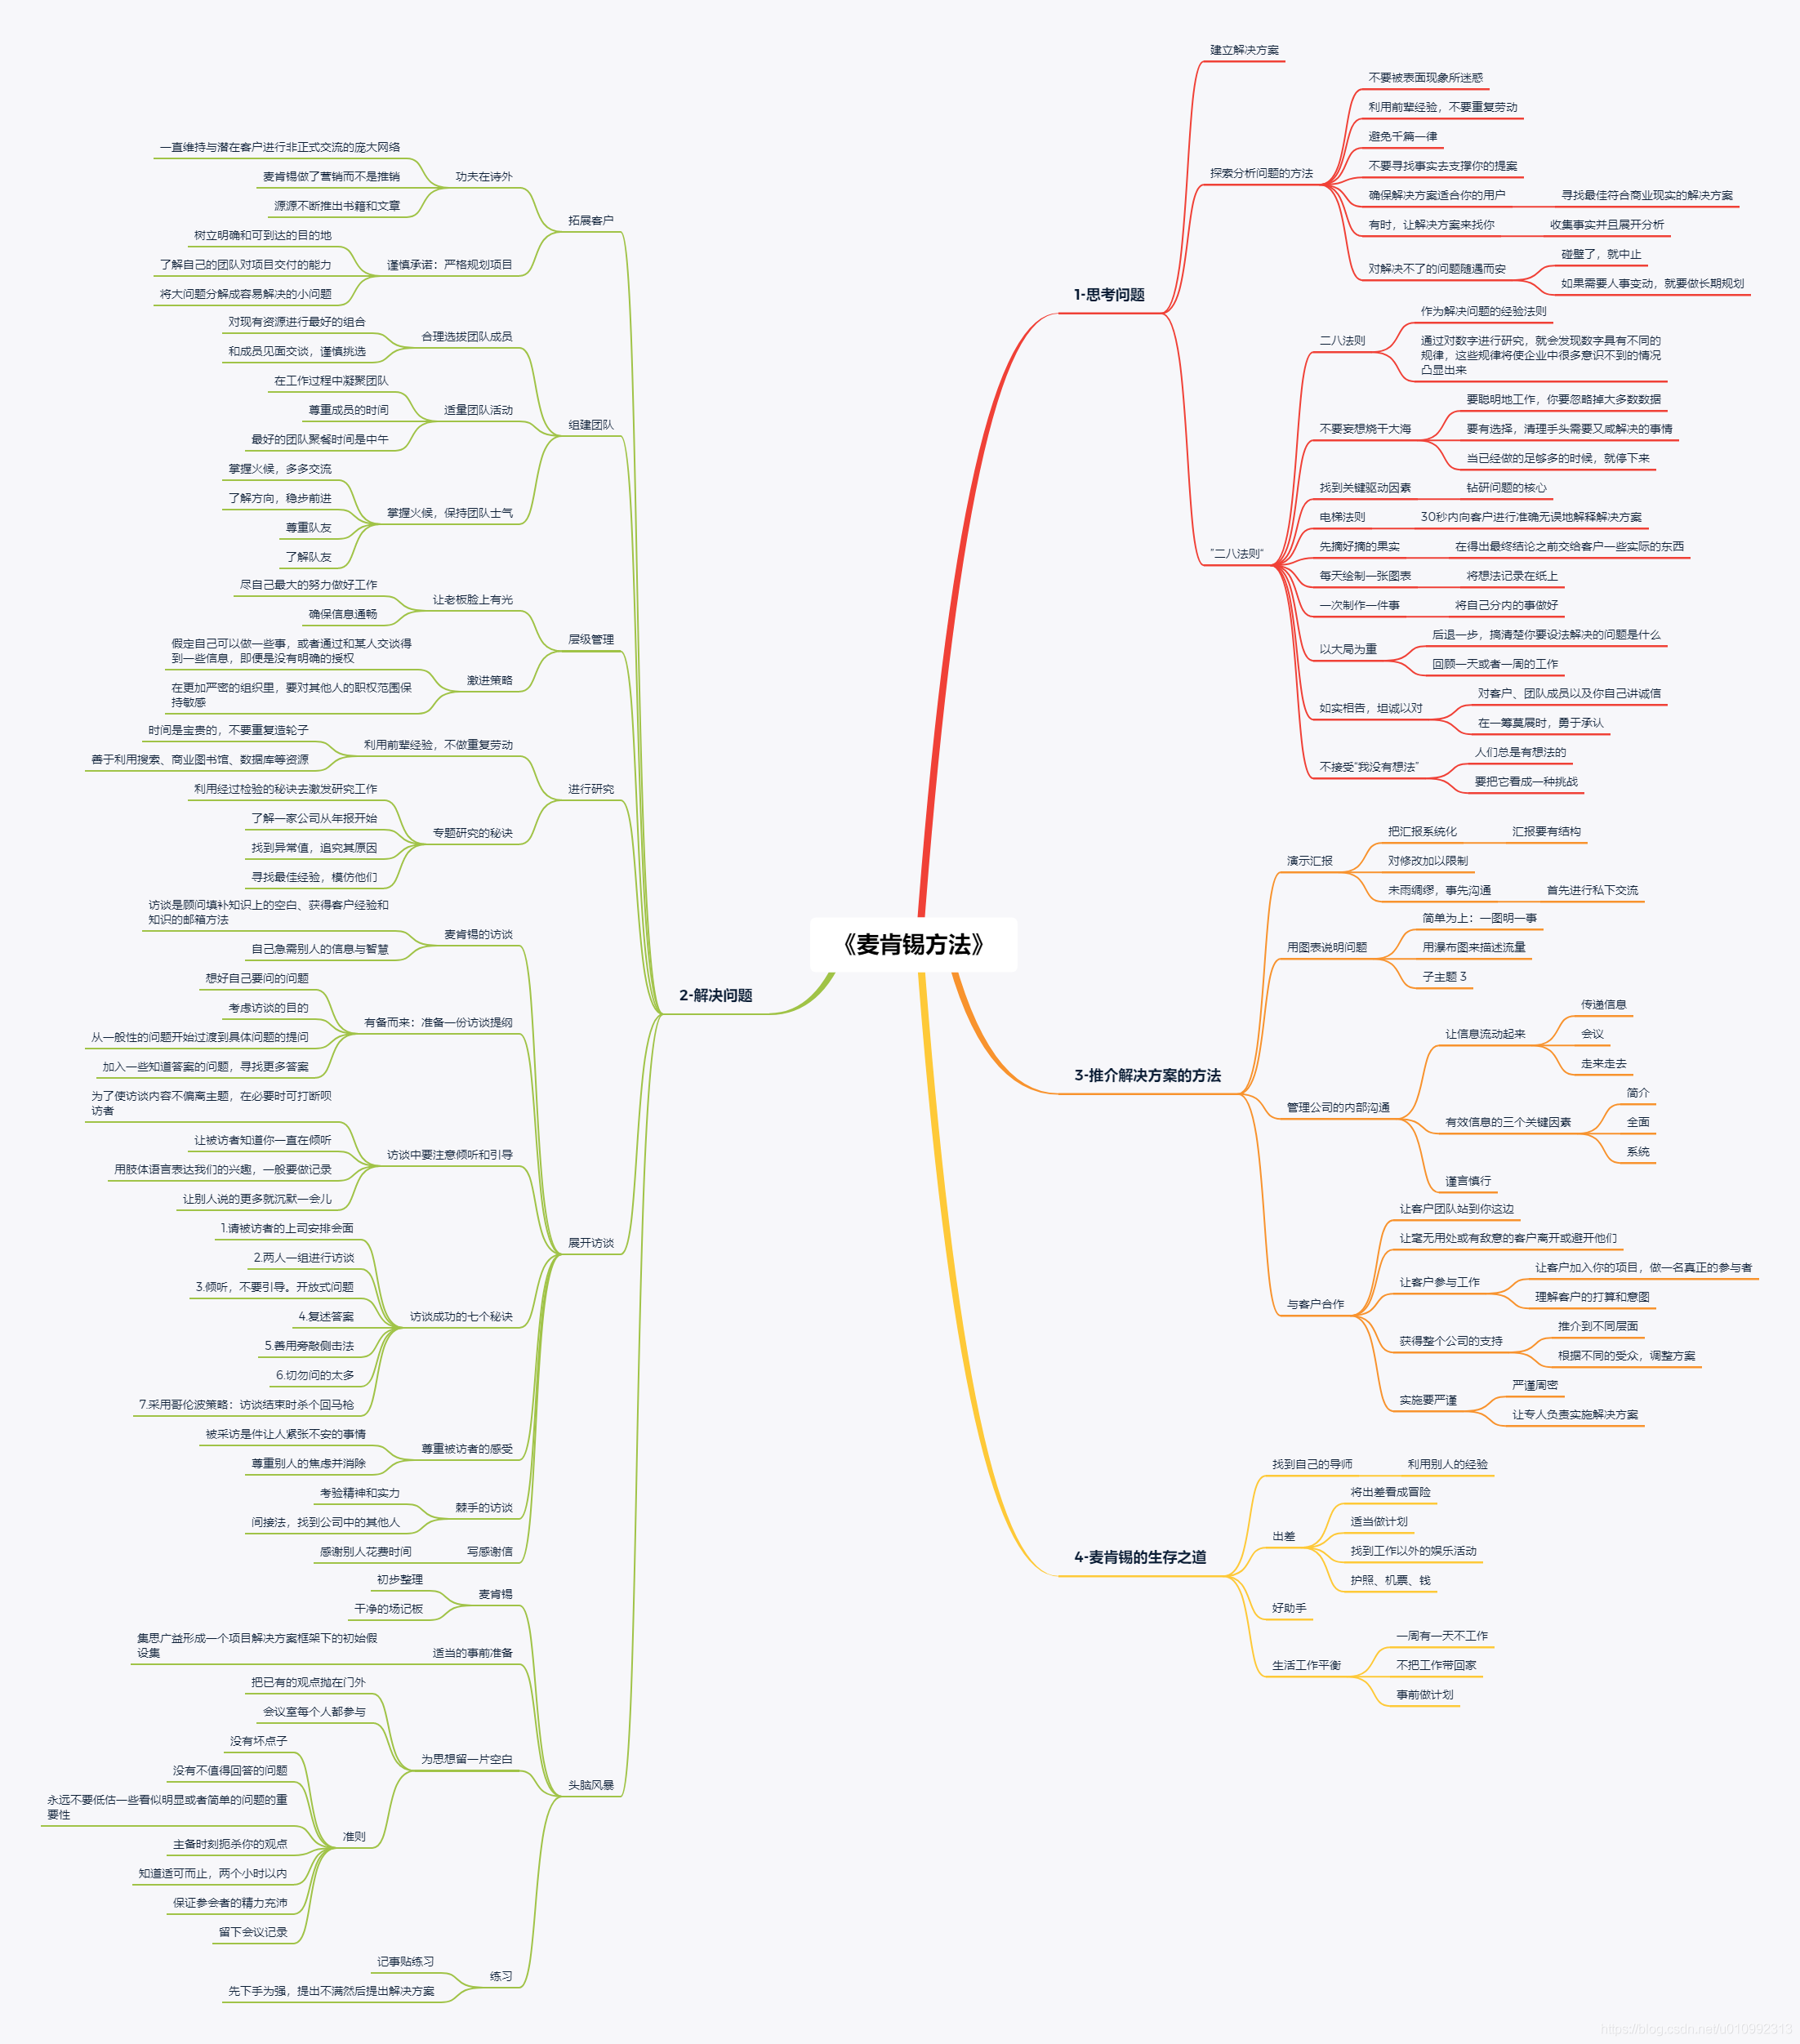 《麦肯锡方法》
1-思考问题
建立解决方案
探索分析问题的方法
不要被表面现象所迷惑
利用前辈经验，不要重复劳动
避免千篇一律
不要寻找事实去支撑你的提案
确保解决方案适合你的用户
寻找最佳符合商业现实的解决方案
有时，让解决方案来找你
收集事实并且展开分析
对解决不了的问题随遇而安
碰壁了，就中止
如果需要人事变动，就要做长期规划
“二八法则”
二八法则
作为解决问题的经验法则
通过对数字进行研究，就会发现数字具有不同的
规律，这些规律将使企业中很多意识不到的情况
凸显出来
不要妄想烧干大海
要聪明地工作，你要忽略掉大多数数据
要有选择，清理手头需要又咸解决的事情
当已经做的足够多的时候，就停下来
找到关键驱动因素
钻研问题的核心
电梯法则
30秒内向客户进行准确无误地解释解决方案
先摘好摘的果实
在得出最终结论之前交给客户一些实际的东西
每天绘制一张图表
将想法记录在纸上
一次制作一件事
将自己分内的事做好
以大局为重
后退一步，搞清楚你要设法解决的问题是什么
回顾一天或者一周的工作
如实相告，坦诚以对
对客户、团队成员以及你自己讲诚信
在一筹莫展时，勇于承认
不接受“我没有想法”
人们总是有想法的
要把它看成一种挑战
2-解决问题
拓展客户
功夫在诗外
一直维持与潜在客户进行非正式交流的庞大网络
麦肯锡做了营销而不是推销
源源不断推出书籍和文章
谨慎承诺：严格规划项目
树立明确和可到达的目的地
了解自己的团队对项目交付的能力
将大问题分解成容易解决的小问题
组建团队
合理选拔团队成员
对现有资源进行最好的组合
和成员见面交谈，谨慎挑选
适量团队活动
在工作过程中凝聚团队
尊重成员的时间
最好的团队聚餐时间是中午
掌握火候，保持团队士气
掌握火候，多多交流
了解方向，稳步前进
尊重队友
了解队友
层级管理
让老板脸上有光
尽自己最大的努力做好工作
确保信息通畅
激进策略
假定自己可以做一些事，或者通过和某人交谈得
到一些信息，即便是没有明确的授权
在更加严密的组织里，要对其他人的职权范围保
持敏感
进行研究
利用前辈经验，不做重复劳动
时间是宝贵的，不要重复造轮子
善于利用搜索、商业图书馆、数据库等资源
专题研究的秘诀
利用经过检验的秘诀去激发研究工作
了解一家公司从年报开始
找到异常值，追究其原因
寻找最佳经验，模仿他们
展开访谈
麦肯锡的访谈
访谈是顾问填补知识上的空白、获得客户经验和
知识的邮箱方法
自己急需别人的信息与智慧
有备而来：准备一份访谈提纲
想好自己要问的问题
考虑访谈的目的
从一般性的问题开始过渡到具体问题的提问
加入一些知道答案的问题，寻找更多答案
访谈中要注意倾听和引导
为了使访谈内容不偏离主题，在必要时可打断呗
访者
让被访者知道你一直在倾听
用肢体语言表达我们的兴趣，一般要做记录
让别人说的更多就沉默一会儿
访谈成功的七个秘诀
1.请被访者的上司安排会面
2.两人一组进行访谈
3.倾听，不要引导。开放式问题
4.复述答案
5.善用旁敲侧击法
6.切勿问的太多
7.采用哥伦波策略：访谈结束时杀个回马枪
尊重被访者的感受
被采访是件让人紧张不安的事情
尊重别人的焦虑并消除
棘手的访谈
考验精神和实力
间接法，找到公司中的其他人
写感谢信
感谢别人花费时间
头脑风暴
麦肯锡
初步整理
干净的场记板
适当的事前准备
集思广益形成一个项目解决方案框架下的初始假
设集
为思想留一片空白
把已有的观点抛在门外
会议室每个人都参与
准则
没有坏点子
没有不值得回答的问题
永远不要低估一些看似明显或者简单的问题的重
要性
主备时刻扼杀你的观点
知道适可而止，两个小时以内
保证参会者的精力充沛
留下会议记录
练习
记事贴练习
先下手为强，提出不满然后提出解决方案
3-推介解决方案的方法
演示汇报
把汇报系统化
汇报要有结构
对修改加以限制
未雨绸缪，事先沟通
首先进行私下交流
用图表说明问题
简单为上：一图明一事
用瀑布图来描述流量
子主题 3
管理公司的内部沟通
让信息流动起来
传递信息
会议
走来走去
有效信息的三个关键因素
简介
全面
系统
谨言慎行
与客户合作
让客户团队站到你这边
让毫无用处或有敌意的客户离开或避开他们
让客户参与工作
让客户加入你的项目，做一名真正的参与者
理解客户的打算和意图
获得整个公司的支持
推介到不同层面
根据不同的受众，调整方案
实施要严谨
严谨周密
让专人负责实施解决方案
4-麦肯锡的生存之道
找到自己的导师
利用别人的经验
出差
将出差看成冒险
适当做计划
找到工作以外的娱乐活动
护照、机票、钱
好助手
生活工作平衡
一周有一天不工作
不把工作带回家
事前做计划
https://blog.csdn.net/u010992313